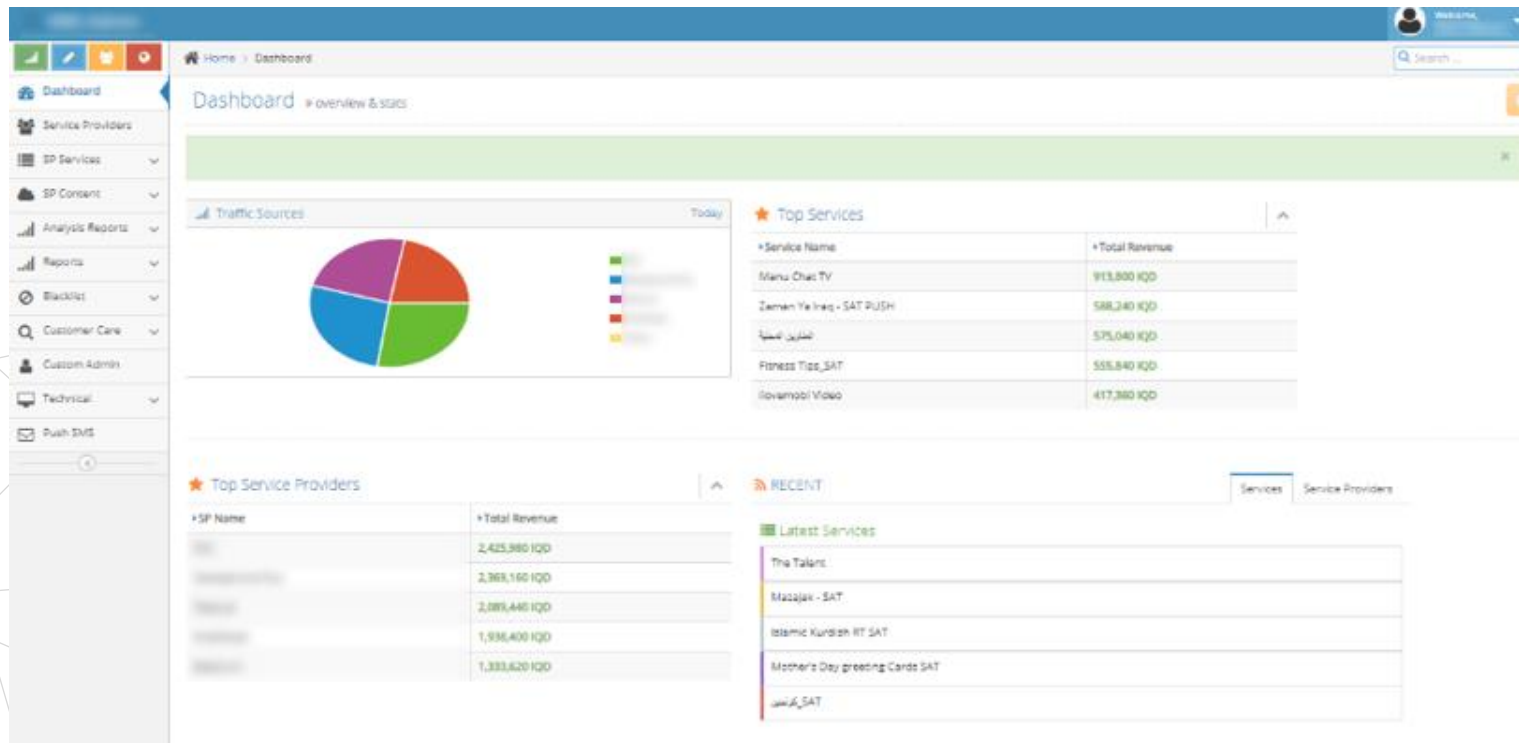 Welcome,
Home > Dashboard
Search ...
Dashboard
Service Providers
SP Services
SP Content
Analysis Reports
Reports
Blacklist
Customer Care
Custom Admin
Technical
Push SMS
Dashboard » overview & stats
Traffic Sources Today
Top Services
Service Name Total Revenue
Manu Chat TV 913,800 IQD
Zaman Ya Iraq - SAT PUSH 588,240 IQD
575,040 IQD
Fitness Tips_SAT 555,840 IQD
ilovemobi Video 417,360 IQD
Top Service Providers
SP Name Total Revenue
2,425,980 IQD
2,369,160 IQD
2,089,440 IQD
1,936,400 IQD
1,333,620 IQD
RECENT
Services Service Providers
Latest Services
The Talent
Mazajak - SAT
Islamic Kurdish RT SAT
Mother's Day greeting Cards SAT
SAT